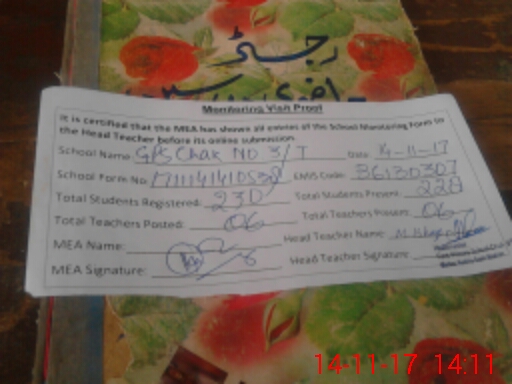 رجسٹر
Monitoring Visit Proof
It is certified that the MEA has shown all entries of the School Monitoring Form to
the Head Teacher before its online submission.
School Name: GPS Chak NO 3/T Date: 14-11-17
School Form No: EMIS Code: 36130307
Total Students Registered: 230 Total Students Present: 228
Total Teachers Posted: 06 Total Teachers Present: 06
MEA Name: Head Teacher Name:
MEA Signature: Head Teacher Signature:
14-11-17 14:11